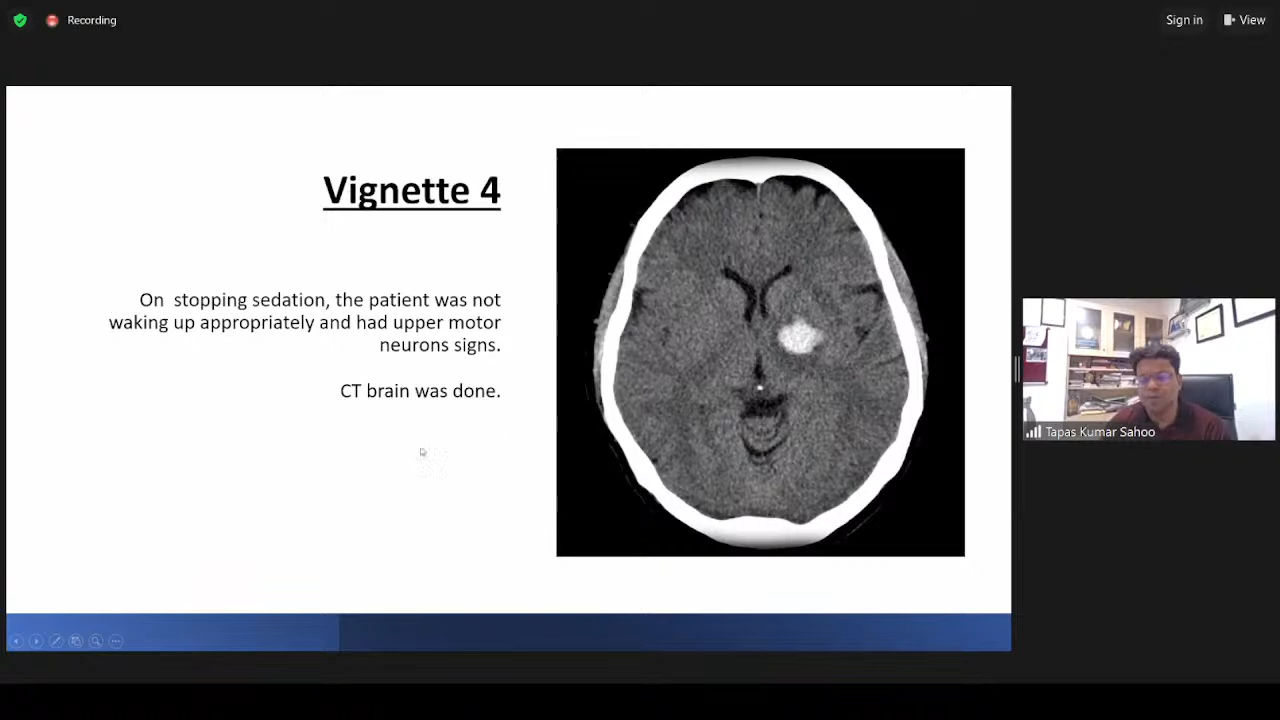 Recording
Sign in
View
Vignette 4
On  stopping sedation, the patient was not
waking up appropriately and had upper motor
neurons signs.
CT brain was done.
Tapas Kumar Sahoo